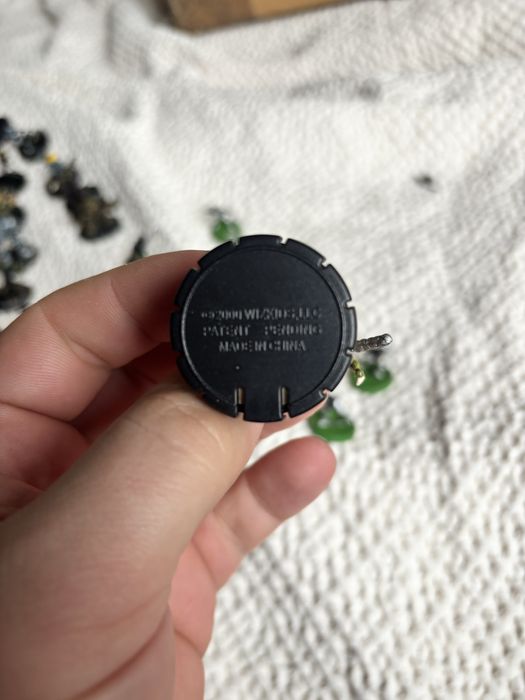 ©2000 WIZKIDS, LLC
PATENT PENDING
MADE IN CHINA